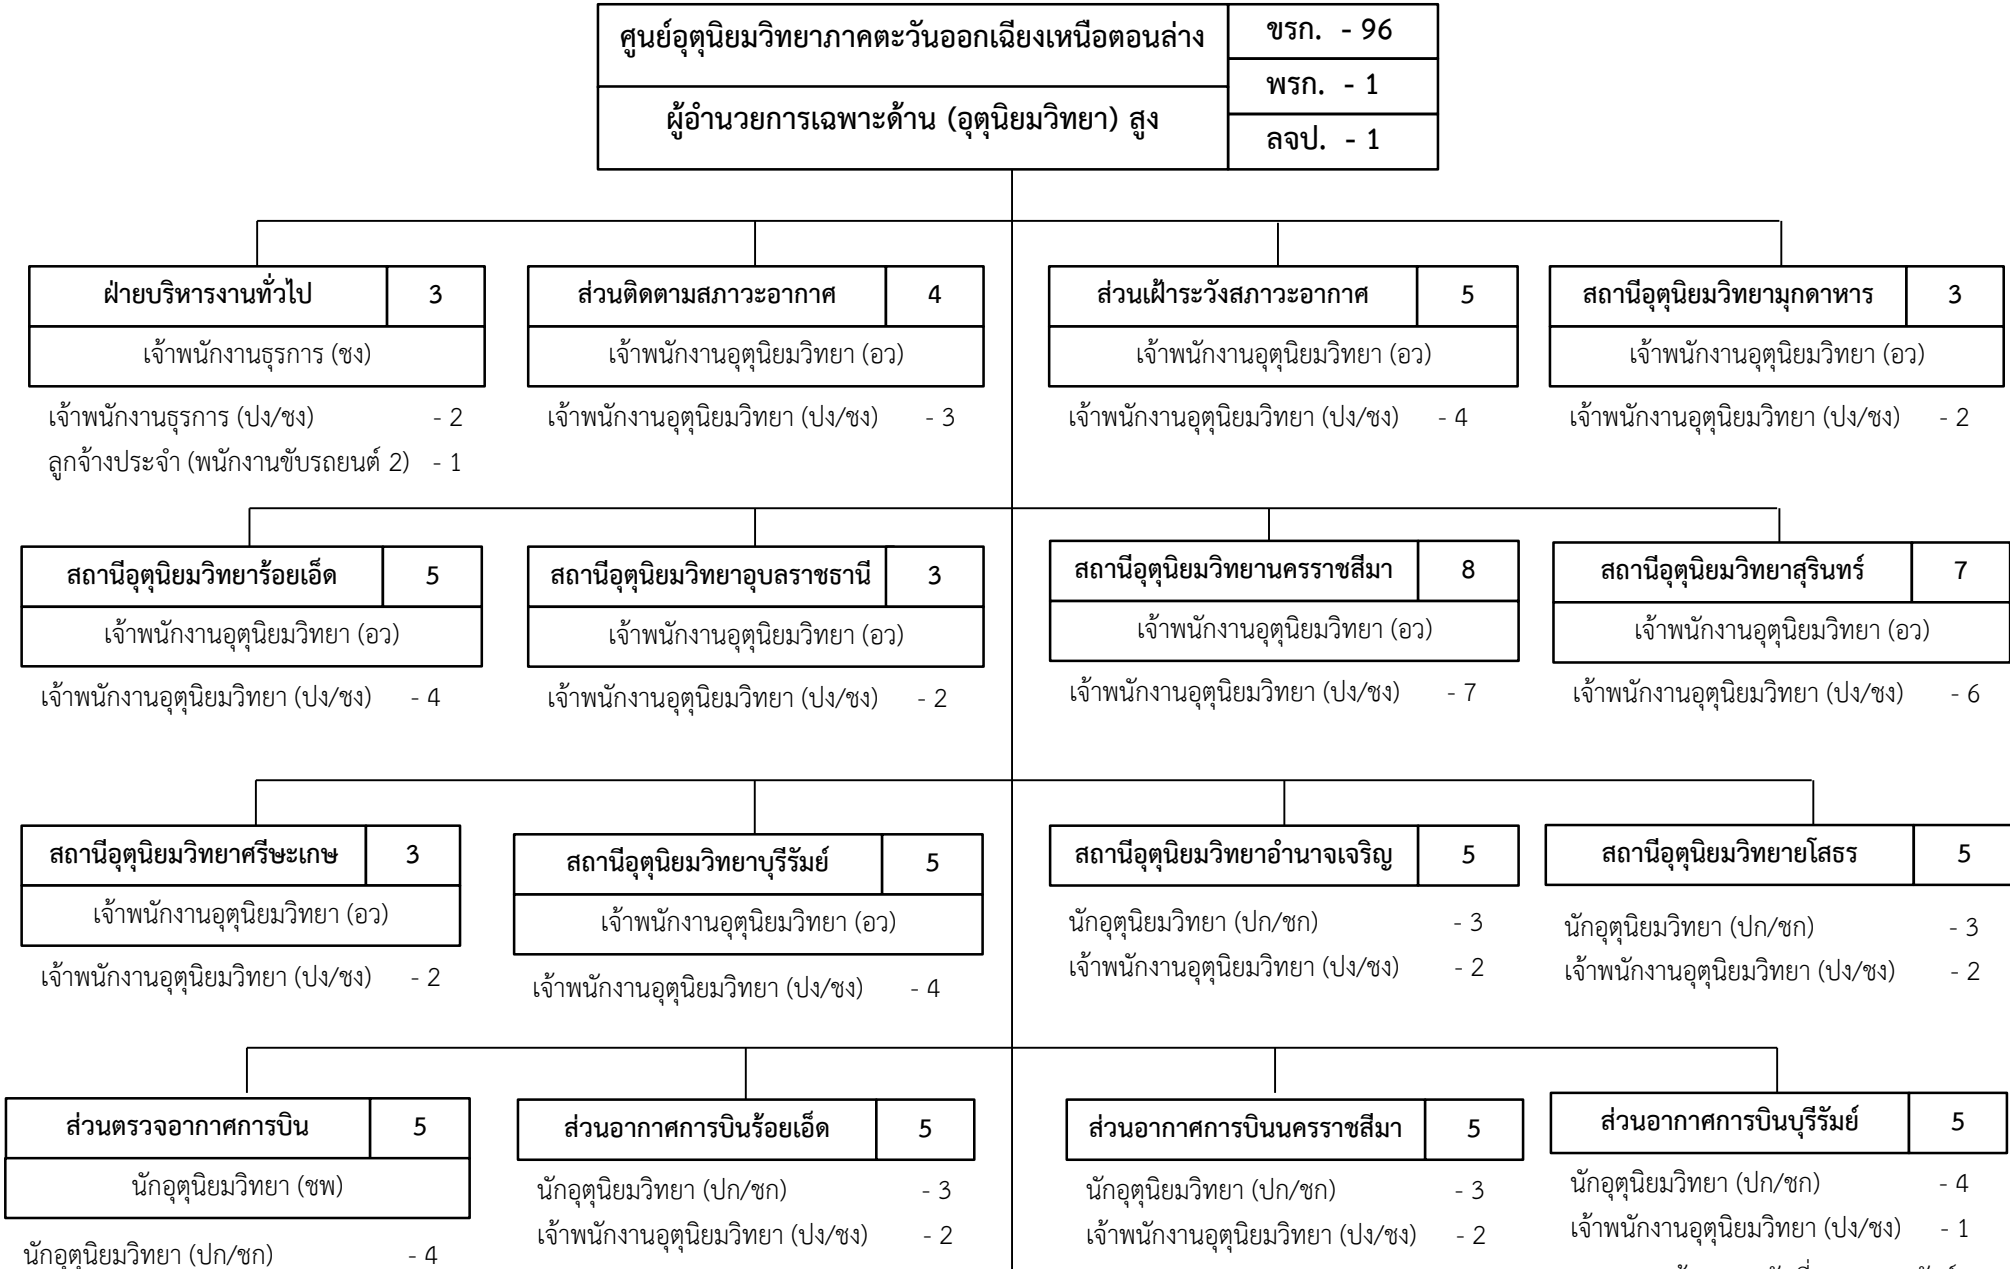 ศูนย์อุตุนิยมวิทยาภาคตะวันออกเฉียงเหนือตอนล่าง
ขรก. - 96
พรก. - 1
ผู้อำนวยการเฉพาะด้าน (อุตุนิยมวิทยา) สูง
ลจป. - 1
ฝ่ายบริหารงานทั่วไป 3
เจ้าพนักงานธุรการ (ชง)
เจ้าพนักงานธุรการ (ปง/ชง) - 2
ลูกจ้างประจำ (พนักงานขับรถยนต์ 2) - 1
ส่วนติดตามสภาวะอากาศ 4
เจ้าพนักงานอุตุนิยมวิทยา (อว)
เจ้าพนักงานอุตุนิยมวิทยา (ปง/ชง) - 3
ส่วนเฝ้าระวังสภาวะอากาศ 5
เจ้าพนักงานอุตุนิยมวิทยา (อว)
เจ้าพนักงานอุตุนิยมวิทยา (ปง/ชง) - 4
สถานีอุตุนิยมวิทยามุกดาหาร 3
เจ้าพนักงานอุตุนิยมวิทยา (อว)
เจ้าพนักงานอุตุนิยมวิทยา (ปง/ชง) - 2
สถานีอุตุนิยมวิทยาร้อยเอ็ด 5
เจ้าพนักงานอุตุนิยมวิทยา (อว)
เจ้าพนักงานอุตุนิยมวิทยา (ปง/ชง) - 4
สถานีอุตุนิยมวิทยาอุบลราชธานี 3
เจ้าพนักงานอุตุนิยมวิทยา (อว)
เจ้าพนักงานอุตุนิยมวิทยา (ปง/ชง) - 2
สถานีอุตุนิยมวิทยานครราชสีมา 8
เจ้าพนักงานอุตุนิยมวิทยา (อว)
เจ้าพนักงานอุตุนิยมวิทยา (ปง/ชง) - 7
สถานีอุตุนิยมวิทยาสุรินทร์ 7
เจ้าพนักงานอุตุนิยมวิทยา (อว)
เจ้าพนักงานอุตุนิยมวิทยา (ปง/ชง) - 6
สถานีอุตุนิยมวิทยาศรีษะเกษ 3
เจ้าพนักงานอุตุนิยมวิทยา (อว)
เจ้าพนักงานอุตุนิยมวิทยา (ปง/ชง) - 2
สถานีอุตุนิยมวิทยาบุรีรัมย์ 5
เจ้าพนักงานอุตุนิยมวิทยา (อว)
เจ้าพนักงานอุตุนิยมวิทยา (ปง/ชง) - 4
สถานีอุตุนิยมวิทยาอำนาจเจริญ 5
นักอุตุนิยมวิทยา (ปก/ชก) - 3
เจ้าพนักงานอุตุนิยมวิทยา (ปง/ชง) - 2
สถานีอุตุนิยมวิทยายโสธร 5
นักอุตุนิยมวิทยา (ปก/ชก) - 3
เจ้าพนักงานอุตุนิยมวิทยา (ปง/ชง) - 2
ส่วนตรวจอากาศการบิน 5
นักอุตุนิยมวิทยา (ชพ)
นักอุตุนิยมวิทยา (ปก/ชก) - 4
ส่วนอากาศการบินร้อยเอ็ด 5
นักอุตุนิยมวิทยา (ปก/ชก) - 3
เจ้าพนักงานอุตุนิยมวิทยา (ปง/ชง) - 2
ส่วนอากาศการบินนครราชสีมา 5
นักอุตุนิยมวิทยา (ปก/ชก) - 3
เจ้าพนักงานอุตุนิยมวิทยา (ปง/ชง) - 2
ส่วนอากาศการบินบุรีรัมย์ 5
นักอุตุนิยมวิทยา (ปก/ชก) - 4
เจ้าพนักงานอุตุนิยมวิทยา (ปง/ชง) - 1